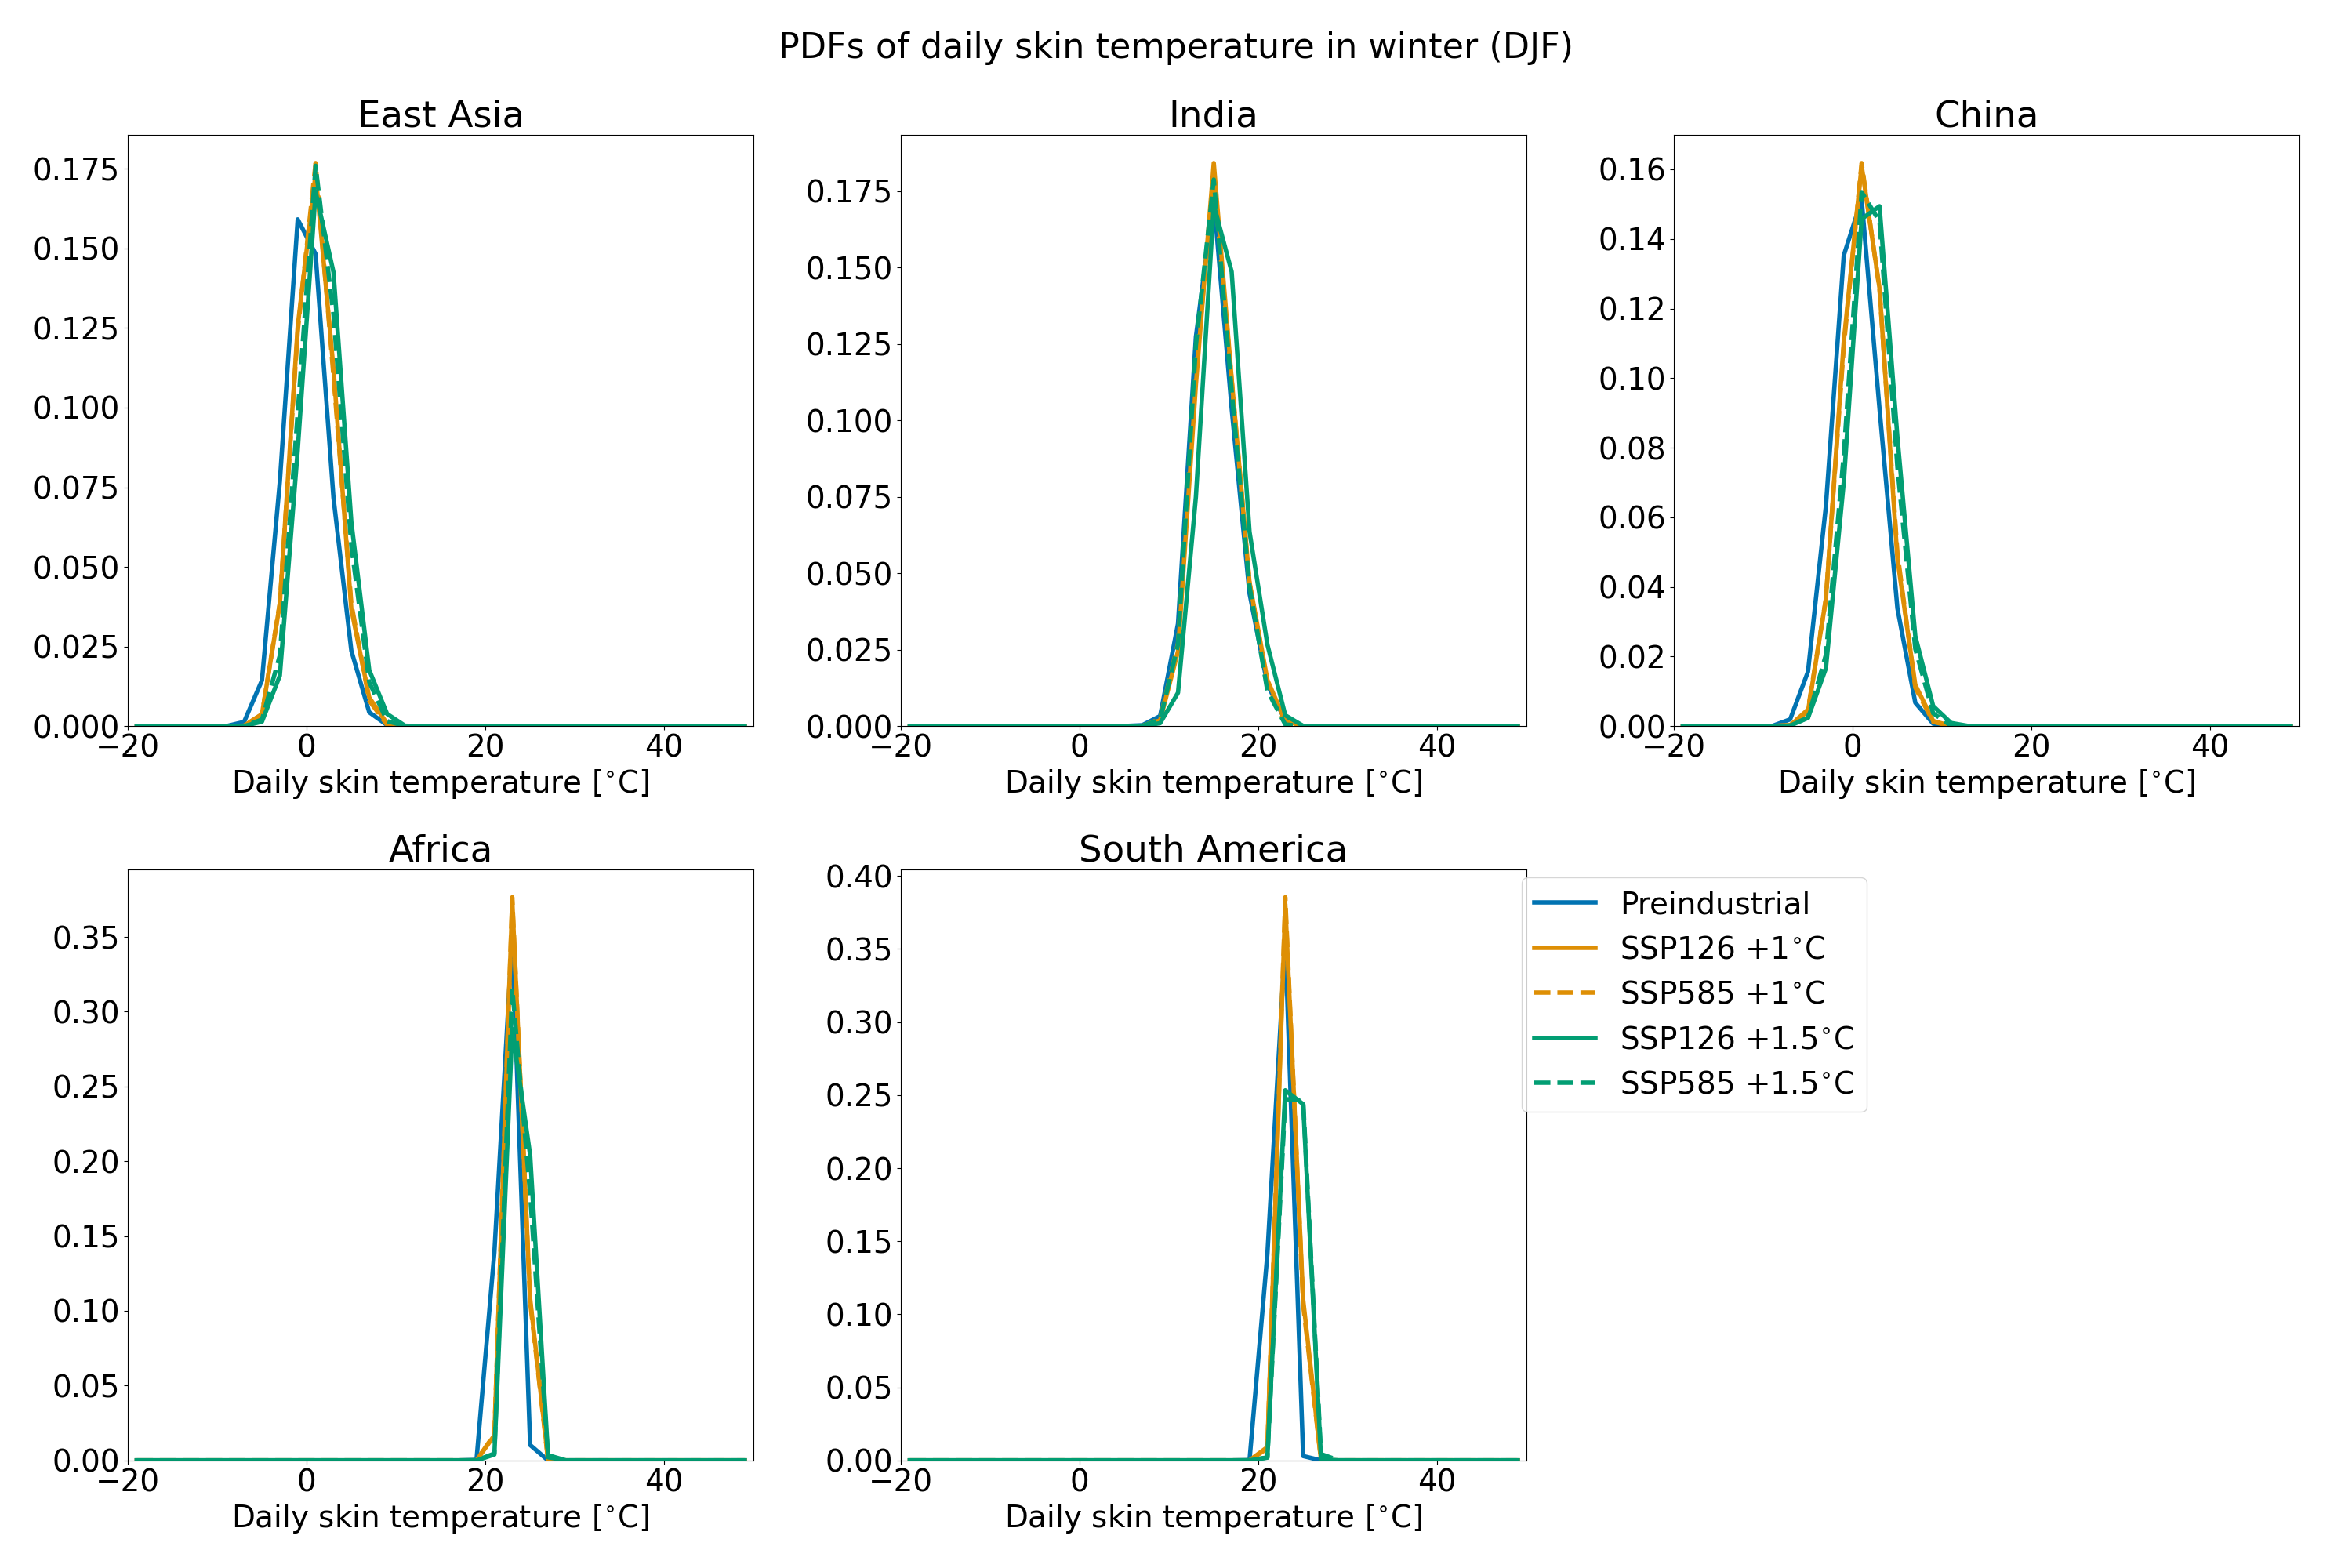 PDFs of daily skin temperature in winter (DJF)
East Asia
0.175
0.150
0.125
0.100
0.075
0.050
0.025
0.000
−20 0 20 40
Daily skin temperature [°C]
India
0.175
0.150
0.125
0.100
0.075
0.050
0.025
0.000
−20 0 20 40
Daily skin temperature [°C]
China
0.16
0.14
0.12
0.10
0.08
0.06
0.04
0.02
0.00
−20 0 20 40
Daily skin temperature [°C]
Africa
0.35
0.30
0.25
0.20
0.15
0.10
0.05
0.00
−20 0 20 40
Daily skin temperature [°C]
South America
0.40
0.35
0.30
0.25
0.20
0.15
0.10
0.05
0.00
−20 0 20 40
Daily skin temperature [°C]
Preindustrial
SSP126 +1°C
SSP585 +1°C
SSP126 +1.5°C
SSP585 +1.5°C